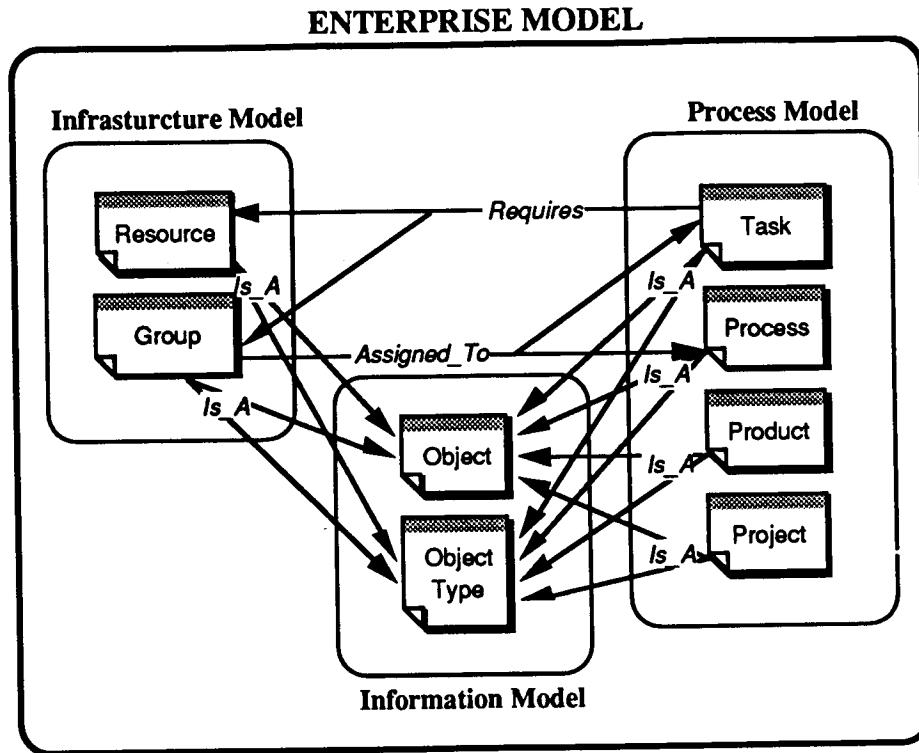 ENTERPRISE MODEL
Infrasturcture Model
Process Model
Resource
Requires
Task
Is_A
Is_A
Group
Process
Assigned_To
Is_A
Is_A
Object
Product
Is_A
Object
Type
Project
Is_A
Information Model